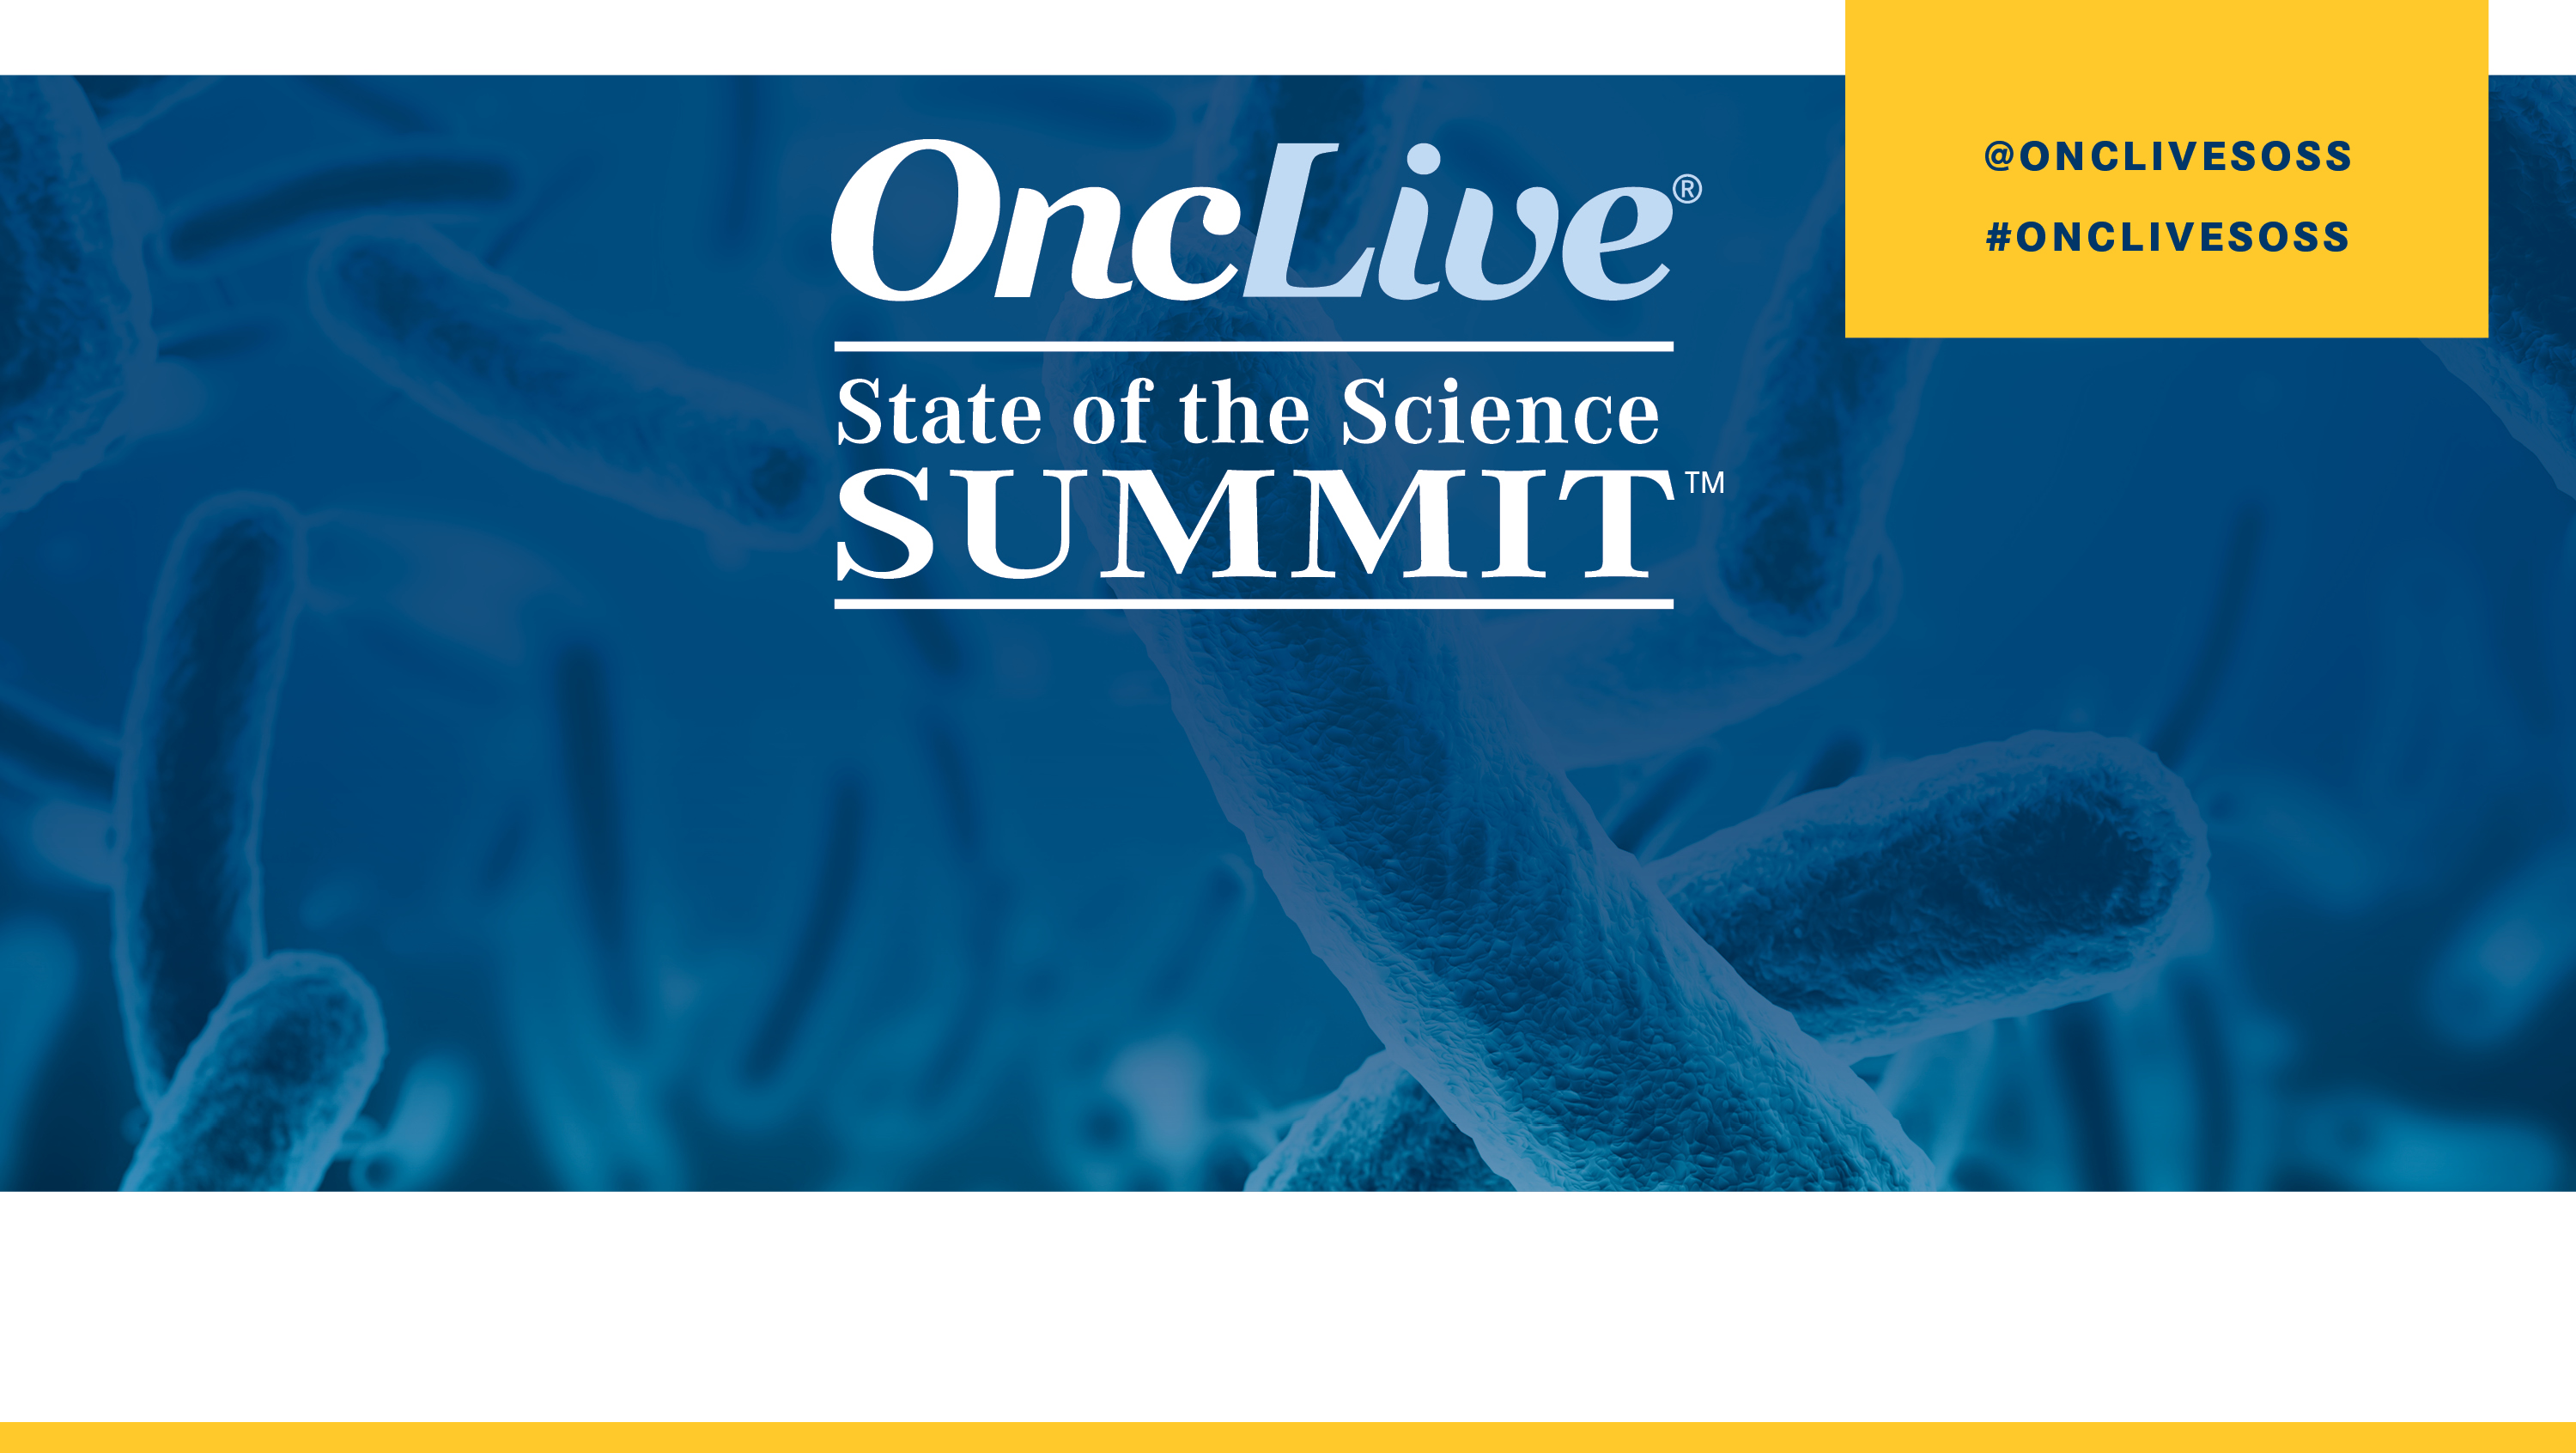 OncLive®
State of the Science
SUMMIT™
@ONCLIVESOSS
#ONCLIVESOSS